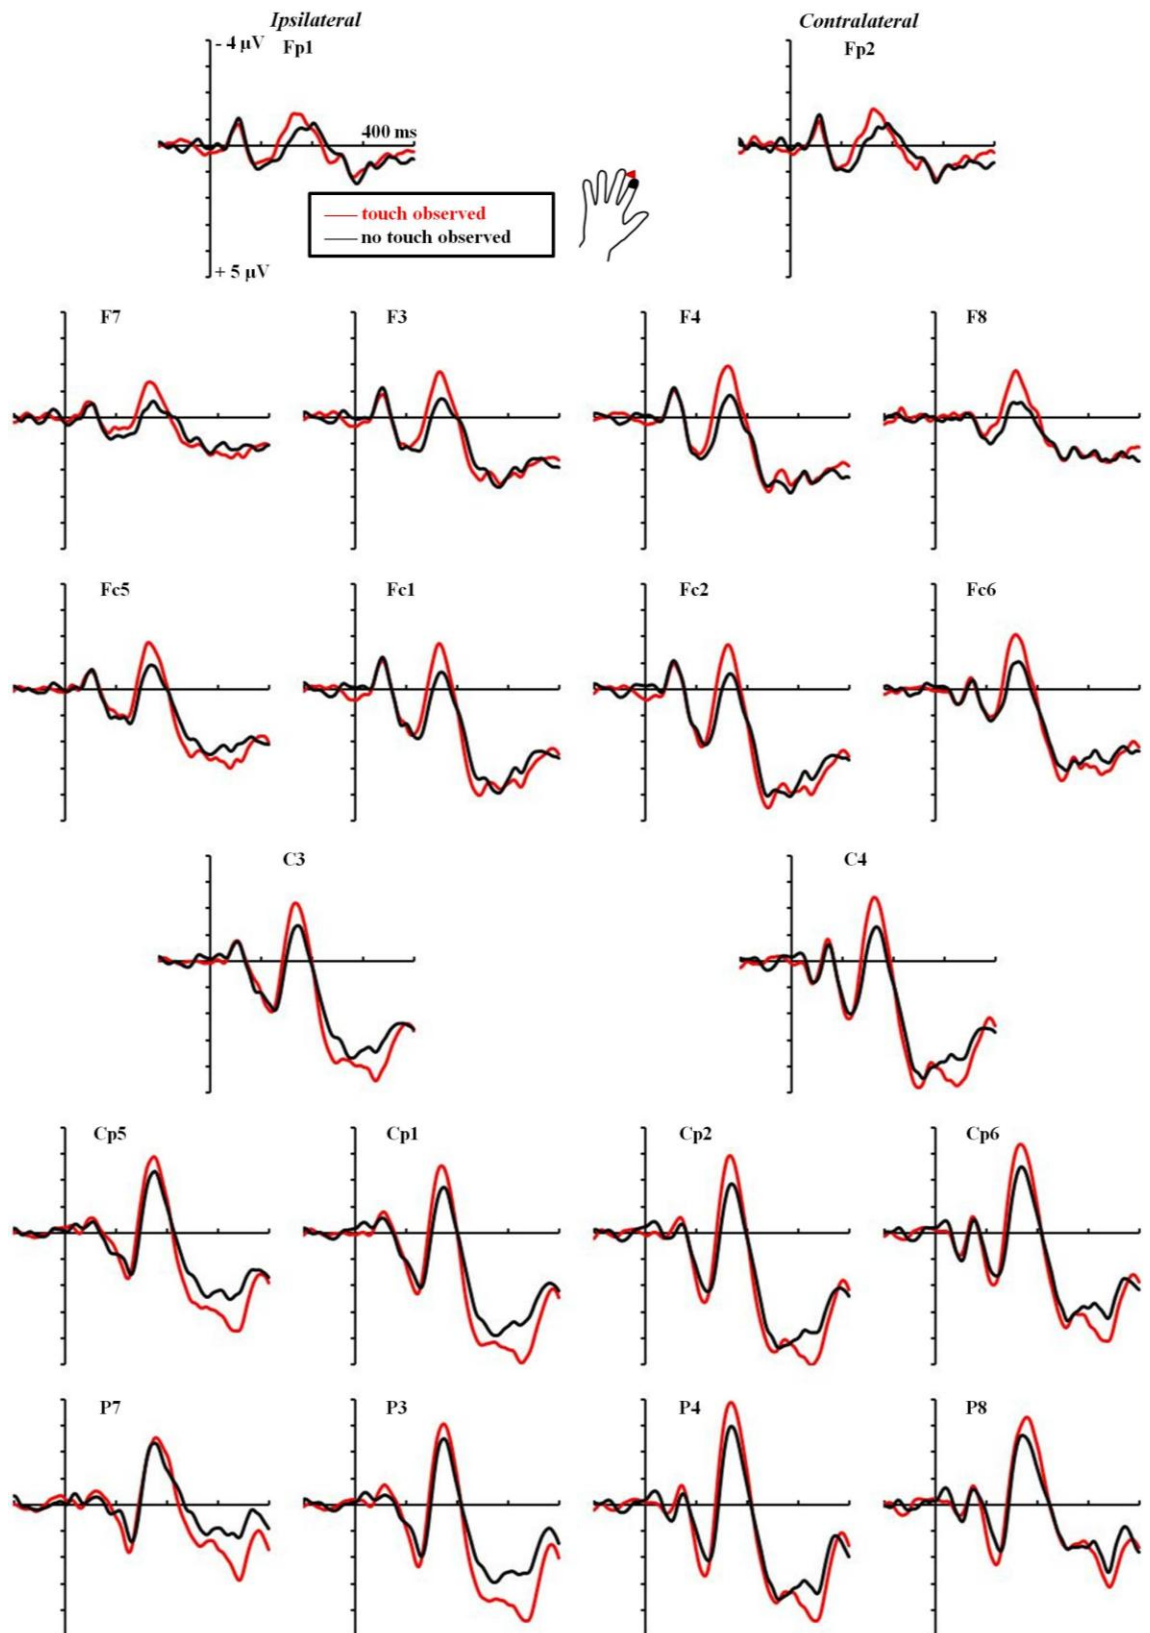 Ipsilateral
Contralateral
- 4 µV
Fp1
Fp2
400 ms
touch observed
no touch observed
+ 5 µV
F7
F3
F4
F8
Fc5
Fc1
Fc2
Fc6
C3
C4
Cp5
Cp1
Cp2
Cp6
P7
P3
P4
P8